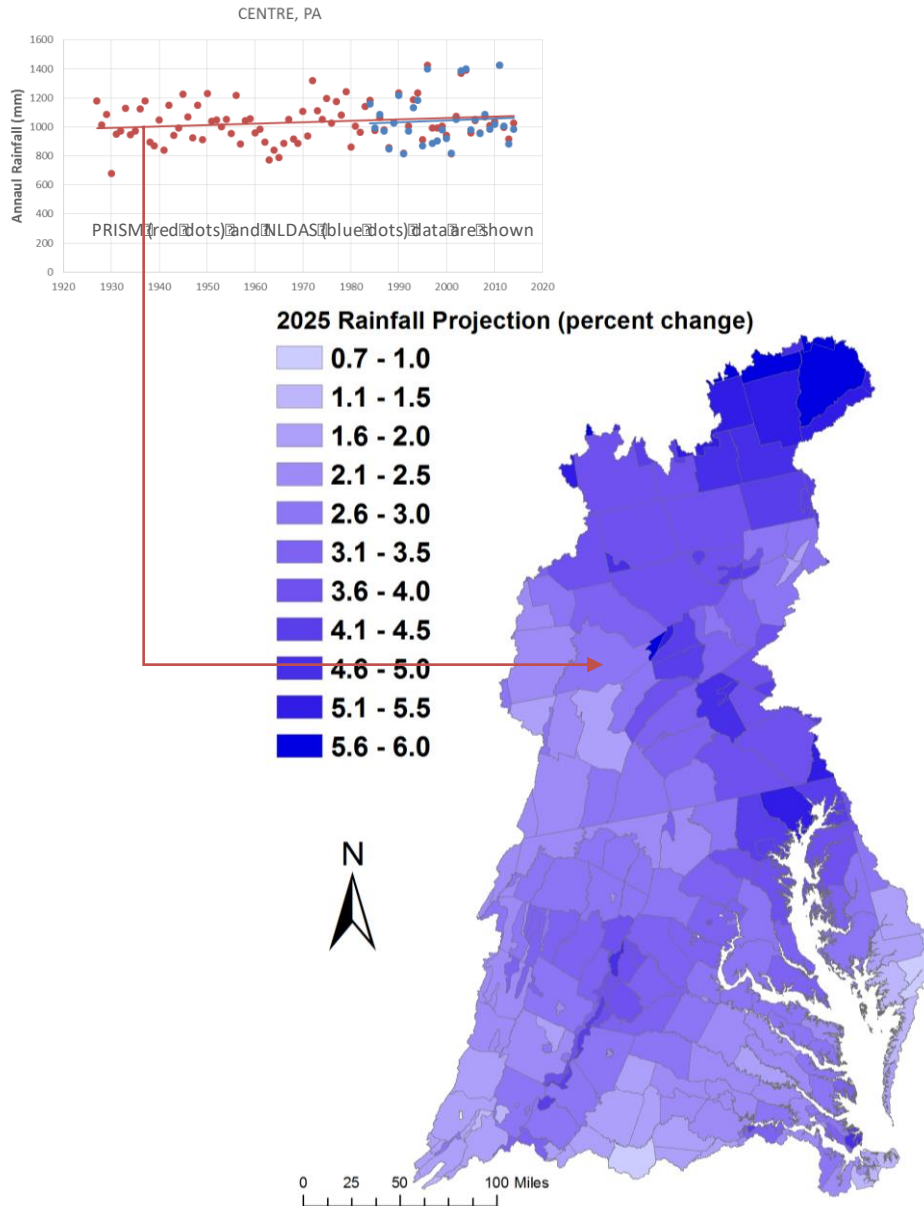 CENTRE, PA
1600
1400
1200
1000
800
600
400
200
0
Annaul Rainfall (mm)
PRISM (red dots) and NLDAS (blue dots) data are shown
1920 1930 1940 1950 1960 1970 1980 1990 2000 2010 2020
2025 Rainfall Projection (percent change)
0.7 - 1.0
1.1 - 1.5
1.6 - 2.0
2.1 - 2.5
2.6 - 3.0
3.1 - 3.5
3.6 - 4.0
4.1 - 4.5
4.6 - 5.0
5.1 - 5.5
5.6 - 6.0
N
0 25 50 100 Miles